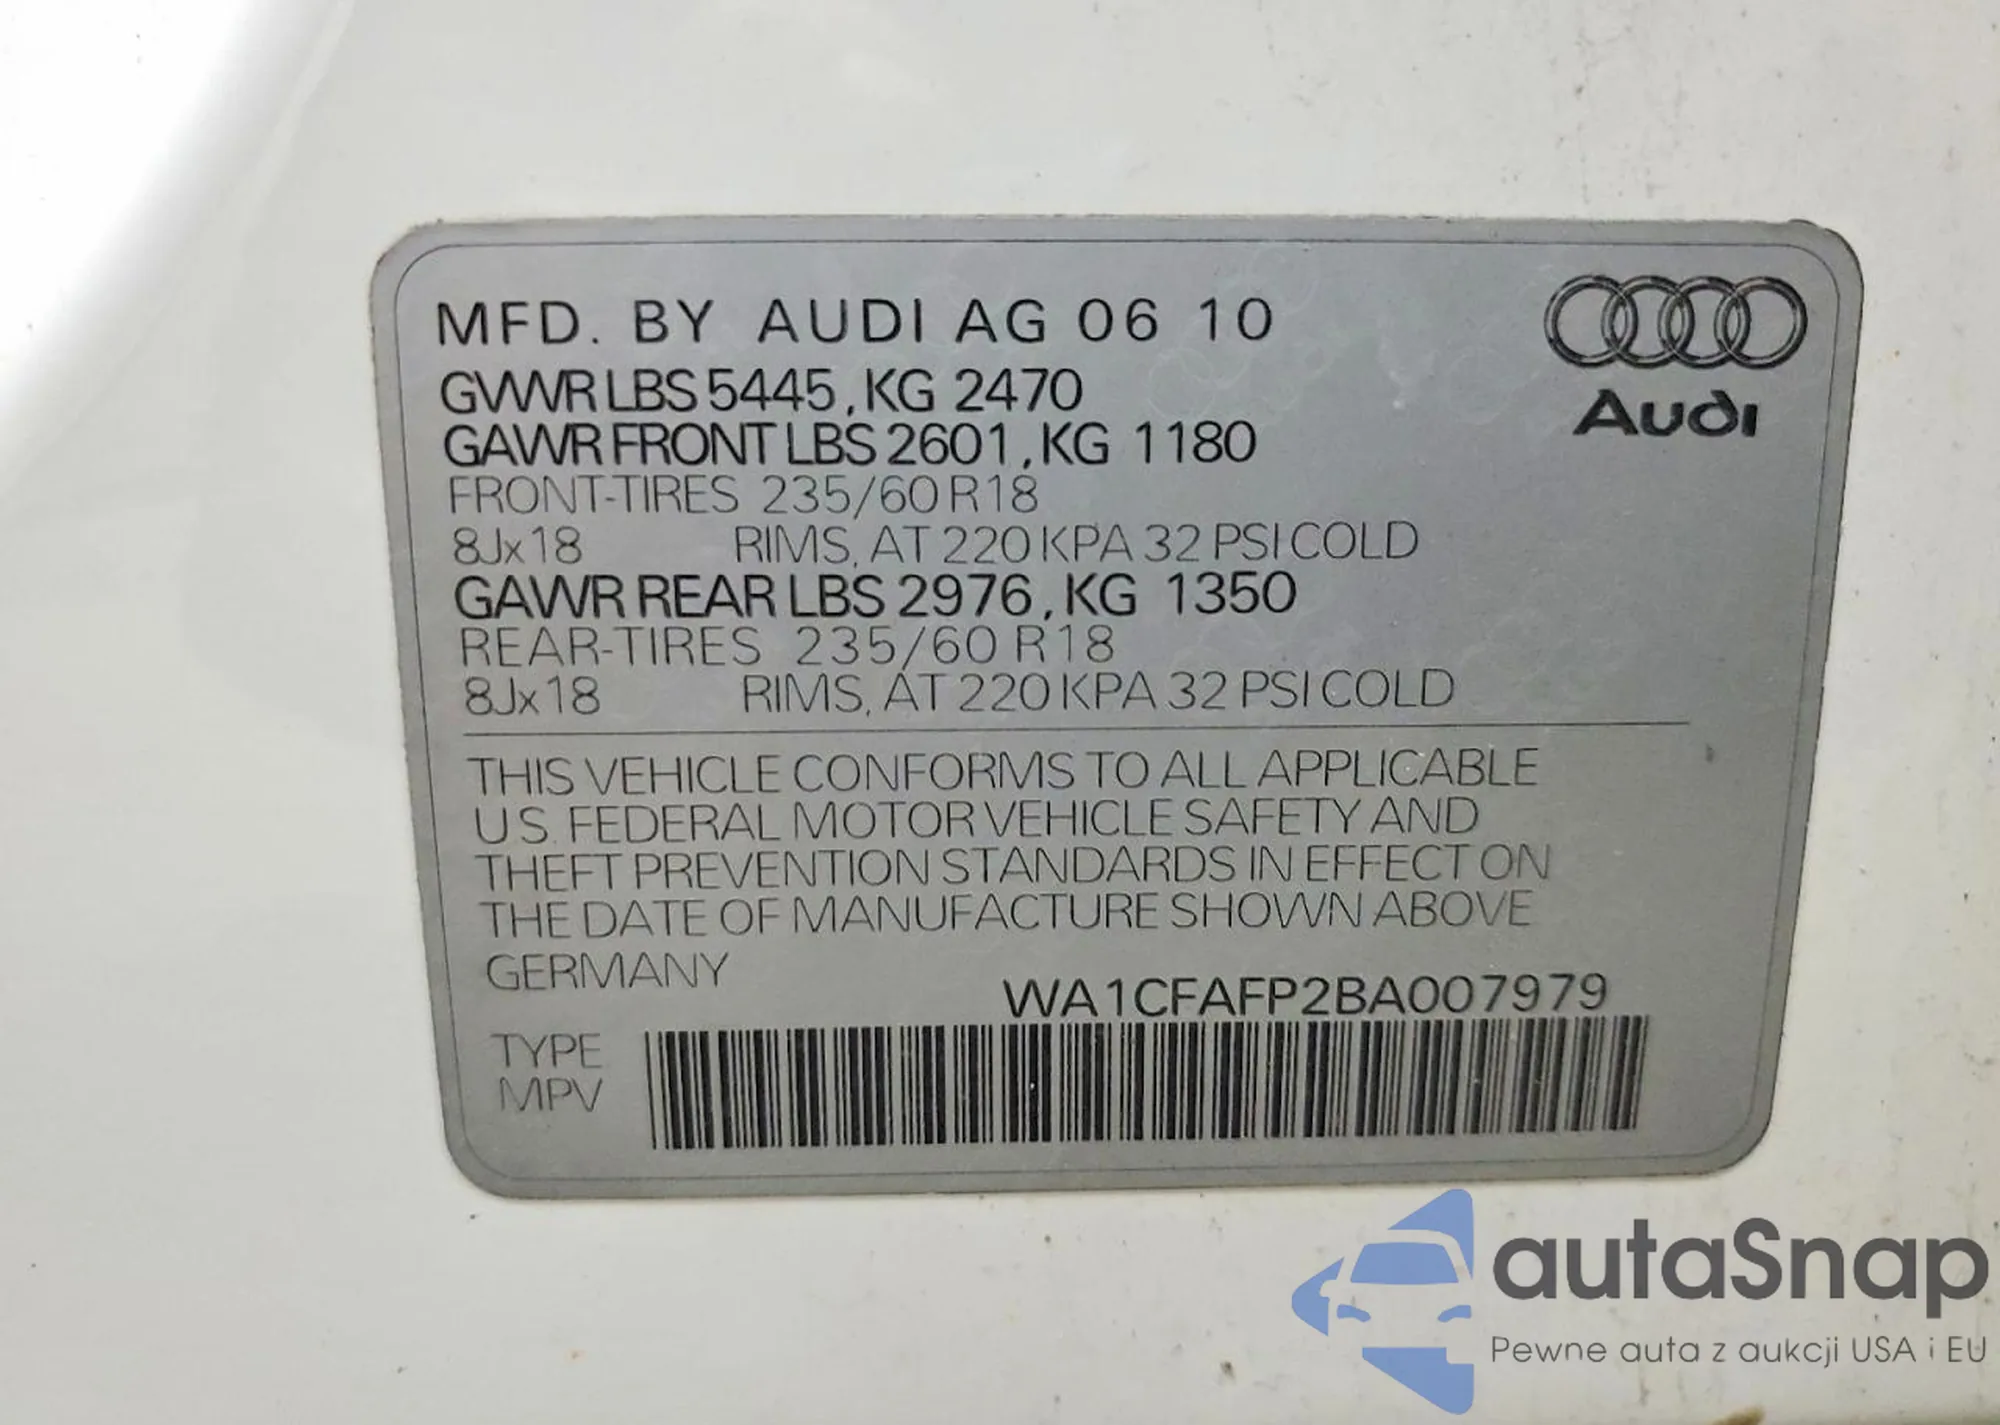 MFD. BY AUDI AG 06 10
GVWR LBS 5445, KG 2470
GAWR FRONT LBS 2601, KG 1180
FRONT-TIRES 235/60 R18
8Jx18 RIMS, AT 220 KPA 32 PSI COLD
GAWR REAR LBS 2976, KG 1350
REAR-TIRES 235/60 R18
8Jx18 RIMS, AT 220 KPA 32 PSI COLD
Audi
THIS VEHICLE CONFORMS TO ALL APPLICABLE
U.S. FEDERAL MOTOR VEHICLE SAFETY AND
THEFT PREVENTION STANDARDS IN EFFECT ON
THE DATE OF MANUFACTURE SHOWN ABOVE
GERMANY
WA1CFAFP2BA007979
TYPE
MPV
autaSnap
Pewne auta z aukcji USA i EU